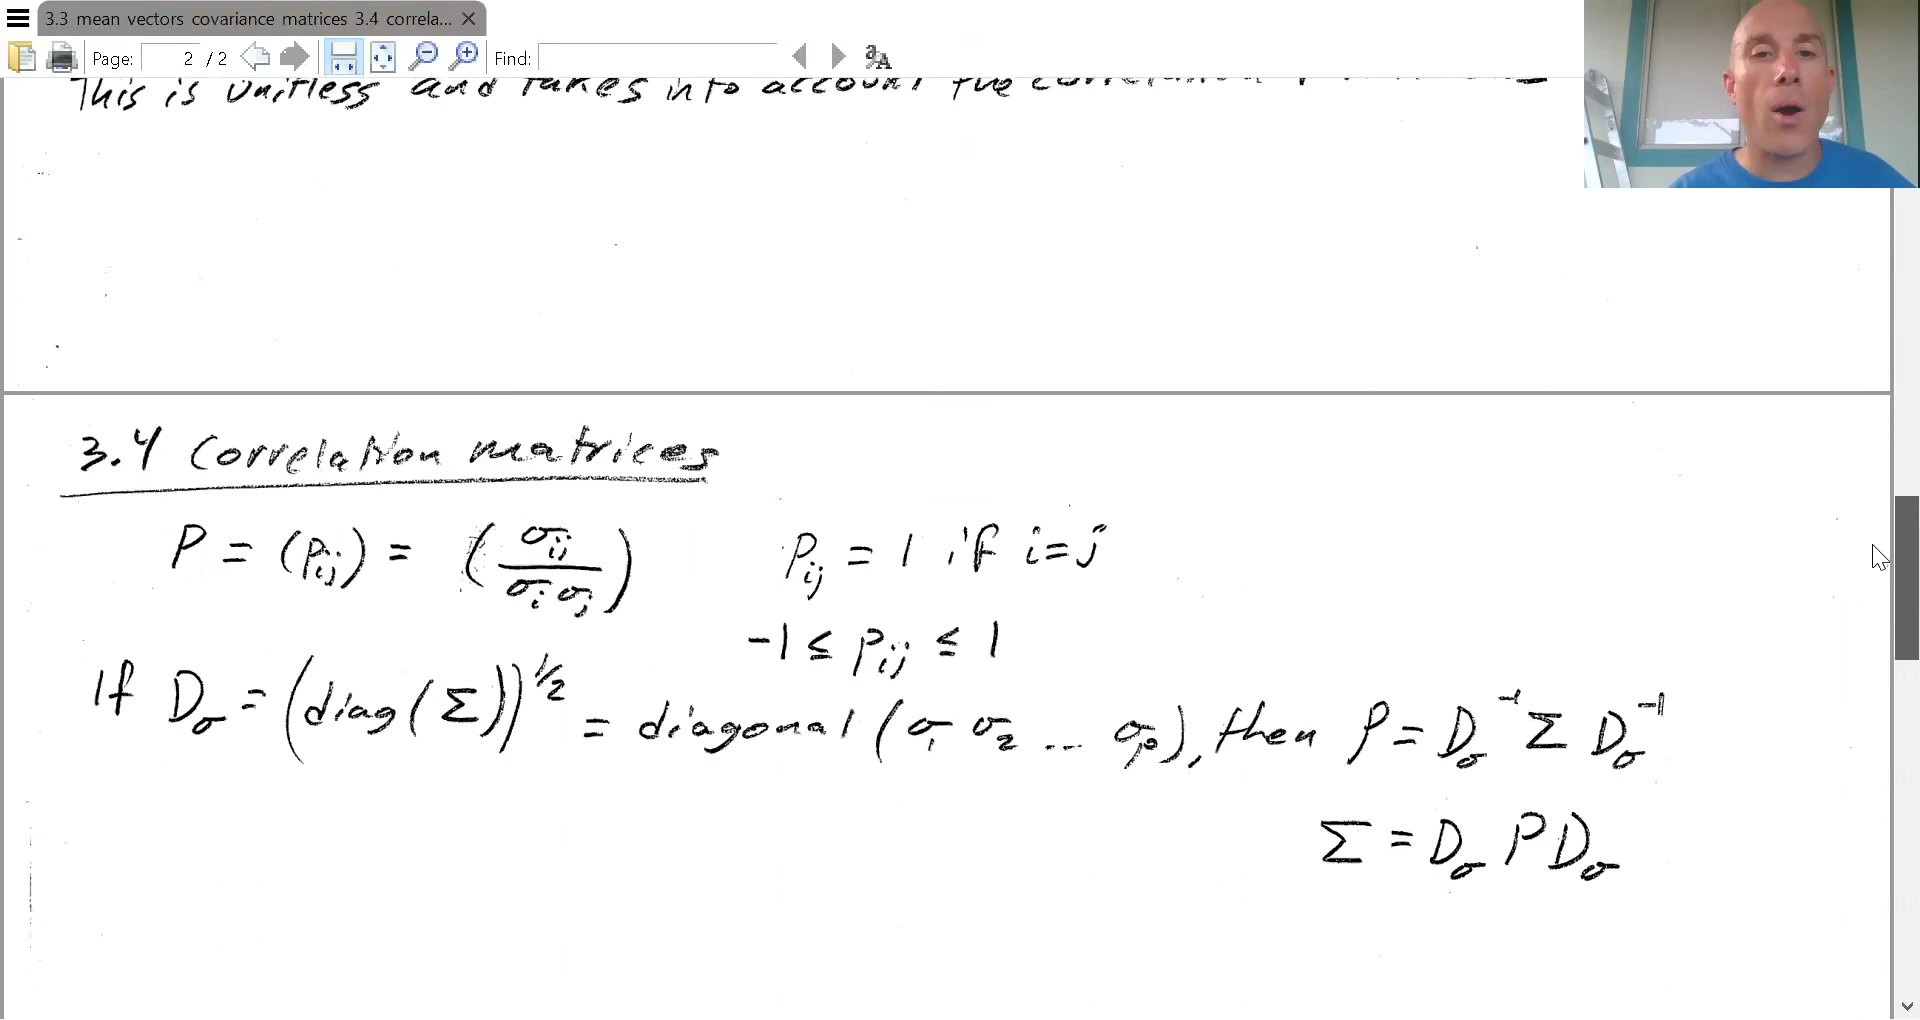 3.3 mean vectors covariance matrices 3.4 correla...
Page: 2 / 2 Find:
This is unitless and takes into account the
3.4 Correlation matrices
P = (ρij) = (σij / σi σj)   ρij = 1 if i=j
-1 ≤ ρij ≤ 1
If Dσ = (diag(Σ))^1/2 = diagonal (σ1 σ2 ... σp), then P = Dσ^-1 Σ Dσ^-1
Σ = Dσ P Dσ